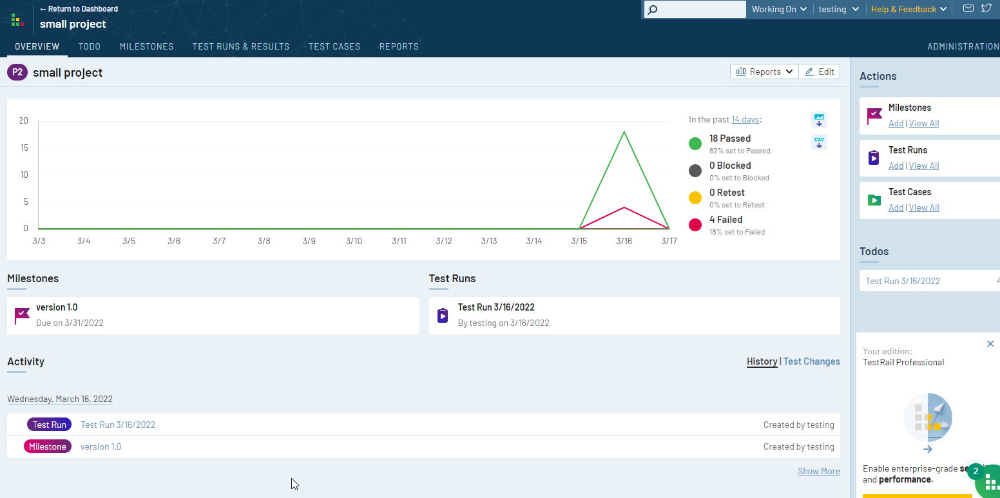 ← Return to Dashboard
small project
Working On
testing
Help & Feedback
OVERVIEW
TODO
MILESTONES
TEST RUNS & RESULTS
TEST CASES
REPORTS
ADMINISTRATION
P2
small project
Reports
Edit
20
15
10
5
0
3/3
3/4
3/5
3/6
3/7
3/8
3/9
3/10
3/11
3/12
3/13
3/14
3/15
3/16
3/17
In the past 14 days:
18 Passed
82% set to Passed
0 Blocked
0% set to Blocked
0 Retest
0% set to Retest
4 Failed
18% set to Failed
CSV
Milestones
version 1.0
Due on 3/31/2022
Test Runs
Test Run 3/16/2022
By testing on 3/16/2022
Activity
History | Test Changes
Wednesday, March 16, 2022
Test Run
Test Run 3/16/2022
Created by testing
Milestone
version 1.0
Created by testing
Show More
Actions
Milestones
Add | View All
Test Runs
Add | View All
Test Cases
Add | View All
Todos
Test Run 3/16/2022
Your edition:
TestRail Professional
Enable enterprise-grade
and performance.
2